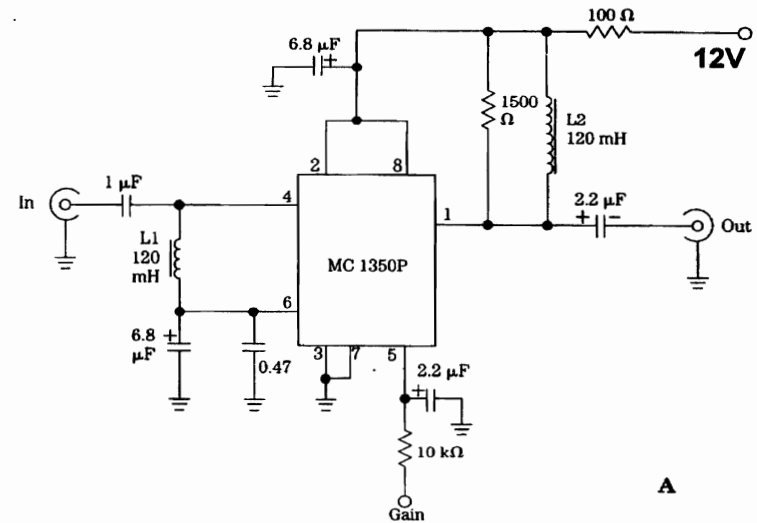 100 Ω
12V
6.8 µF
+
1500
Ω
L2
120 mH
2
8
In
1 µF
4
1
2.2 µF
+ −
Out
L1
120
mH
MC 1350P
6
6.8 +
µF
0.47
3
7
5
2.2 µF
+
10 kΩ
Gain
A